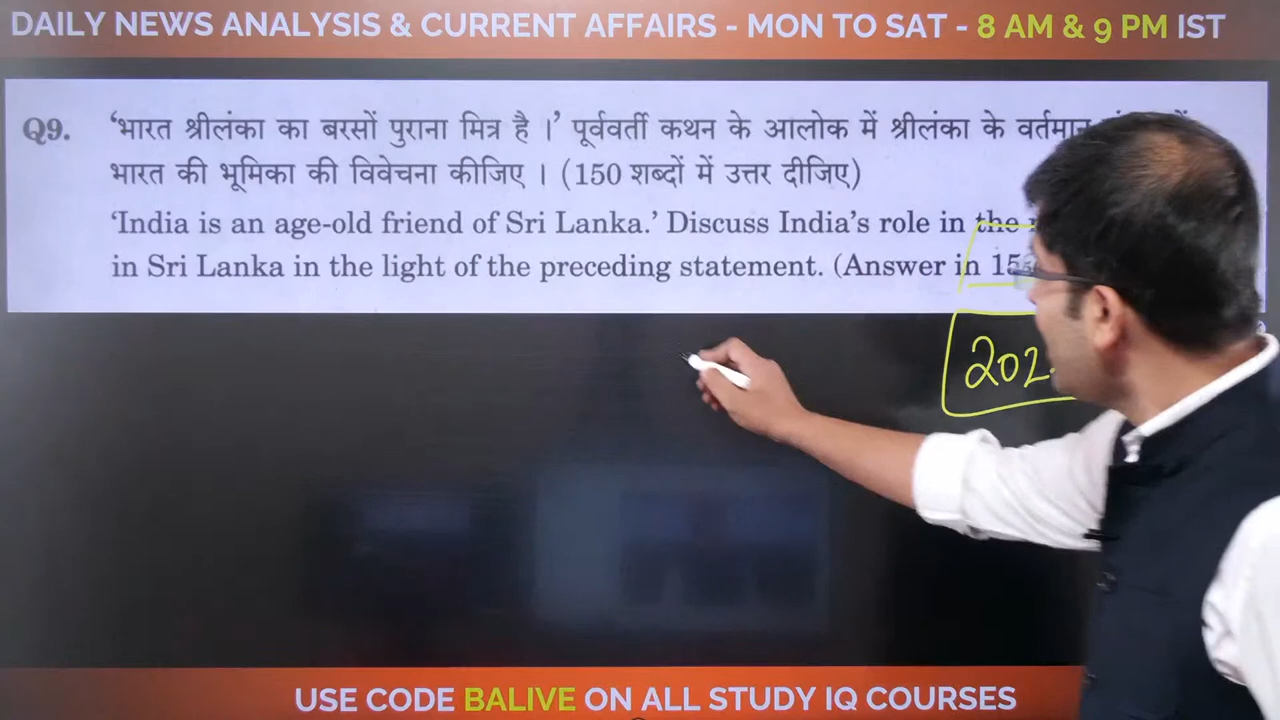 DAILY NEWS ANALYSIS & CURRENT AFFAIRS - MON TO SAT - 8 AM & 9 PM IST
Q9. 'भारत श्रीलंका का बरसों पुराना मित्र है ।' पूर्ववर्ती कथन के आलोक में श्रीलंका के वर्तमान
भारत की भूमिका की विवेचना कीजिए । (150 शब्दों में उत्तर दीजिए)
'India is an age-old friend of Sri Lanka.' Discuss India's role in the
in Sri Lanka in the light of the preceding statement. (Answer in
202
USE CODE BALIVE ON ALL STUDY IQ COURSES